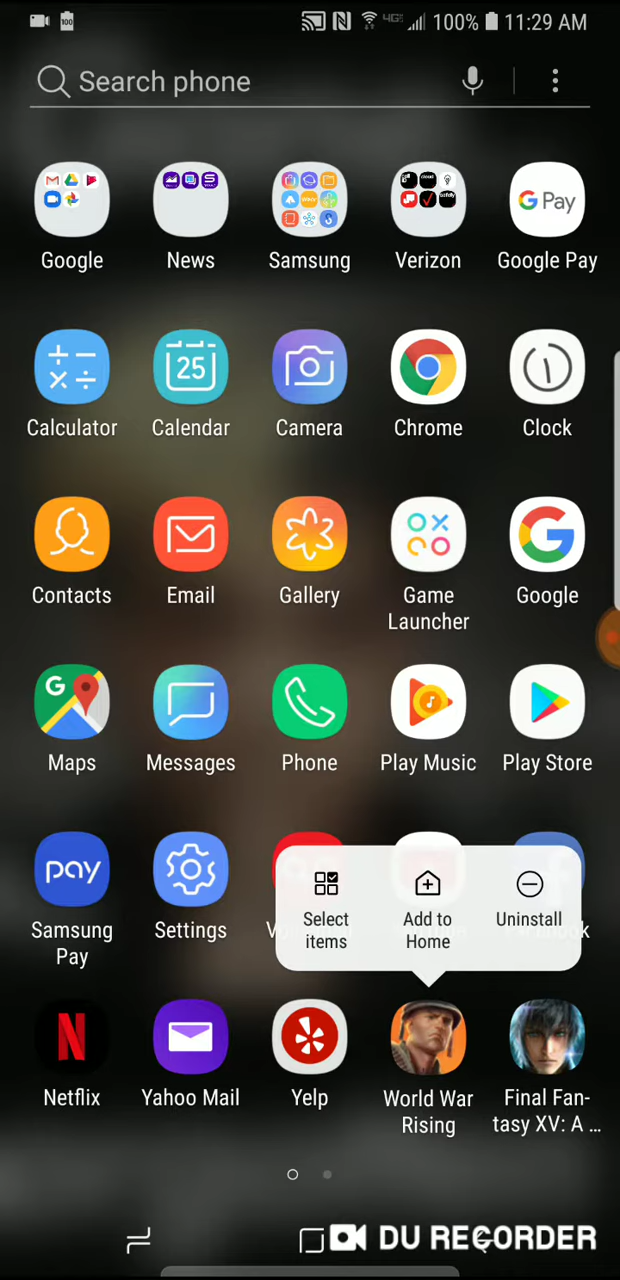 100
4G 100% 11:29 AM
Search phone
Google
News
Samsung
Verizon
G Pay
Google Pay
25
Calculator
Calendar
Camera
Chrome
Clock
Contacts
Email
Gallery
Game
Launcher
Google
G
Maps
Messages
Phone
Play Music
Play Store
pay
Samsung
Pay
Settings
Select
items
Add to
Home
Uninstall
N
Netflix
Yahoo Mail
Yelp
World War
Rising
Final Fan-
tasy XV: A ...
DU RECORDER